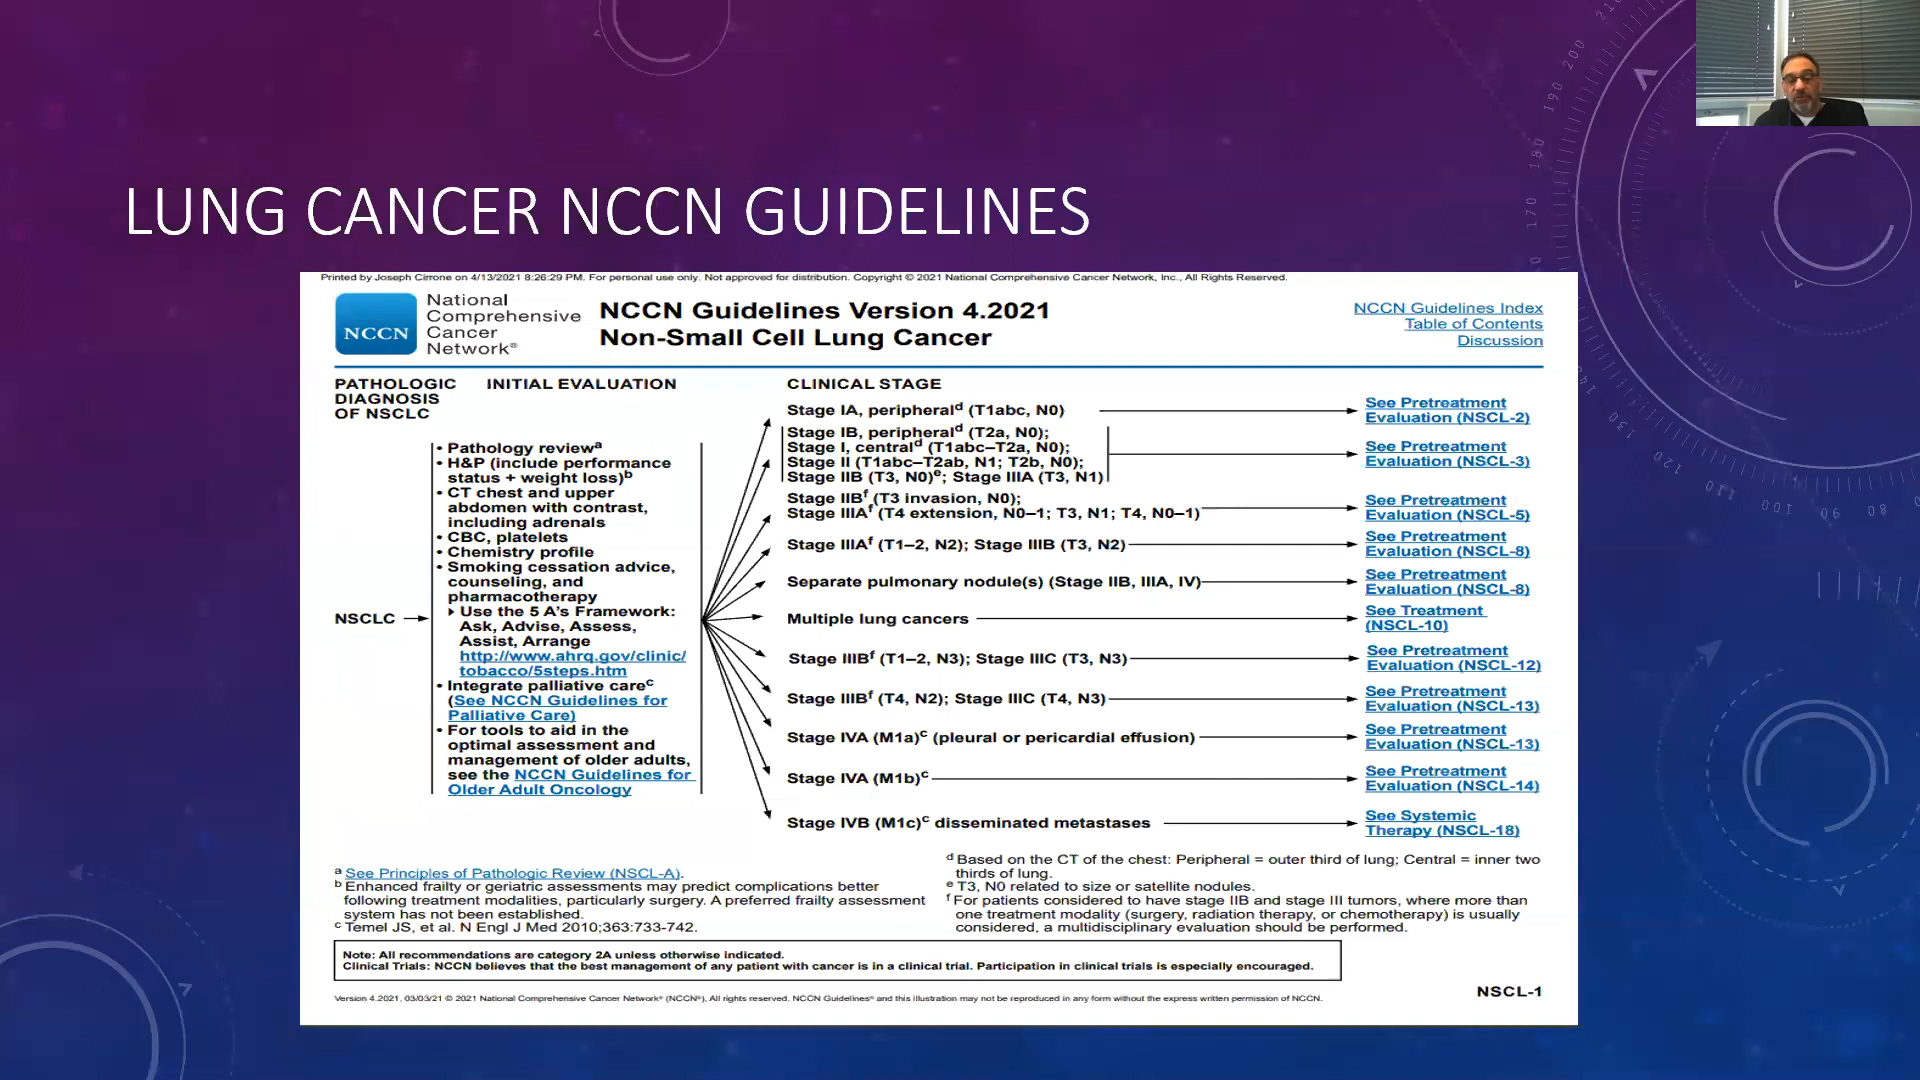 LUNG CANCER NCCN GUIDELINES
Printed by Joseph Cirrone on 4/13/2021 8:26:29 PM. For personal use only. Not approved for distribution. Copyright © 2021 National Comprehensive Cancer Network, Inc., All Rights Reserved.
NCCN
National
Comprehensive
Cancer
Network®
NCCN Guidelines Version 4.2021
Non-Small Cell Lung Cancer
NCCN Guidelines Index
Table of Contents
Discussion
PATHOLOGIC
DIAGNOSIS
OF NSCLC
INITIAL EVALUATION
CLINICAL STAGE
NSCLC
• Pathology reviewa
• H&P (include performance
status + weight loss)b
• CT chest and upper
abdomen with contrast,
including adrenals
• CBC, platelets
• Chemistry profile
• Smoking cessation advice,
counseling, and
pharmacotherapy
Use the 5 A's Framework:
Ask, Advise, Assess,
Assist, Arrange
http://www.ahrq.gov/clinic/
tobacco/5steps.htm
• Integrate palliative carec
(See NCCN Guidelines for
Palliative Care)
• For tools to aid in the
optimal assessment and
management of older adults,
see the NCCN Guidelines for
Older Adult Oncology
Stage IA, peripherald (T1abc, N0)
See Pretreatment
Evaluation (NSCL-2)
Stage IB, peripherald (T2a, N0);
Stage I, centrald (T1abc–T2a, N0);
Stage II (T1abc–T2ab, N1; T2b, N0);
Stage IIB (T3, N0)e; Stage IIIA (T3, N1)
See Pretreatment
Evaluation (NSCL-3)
Stage IIBf (T3 invasion, N0);
Stage IIIAf (T4 extension, N0–1; T3, N1; T4, N0–1)
See Pretreatment
Evaluation (NSCL-5)
Stage IIIAf (T1–2, N2); Stage IIIB (T3, N2)
See Pretreatment
Evaluation (NSCL-8)
Separate pulmonary nodule(s) (Stage IIB, IIIA, IV)
See Pretreatment
Evaluation (NSCL-8)
Multiple lung cancers
See Treatment
(NSCL-10)
Stage IIIBf (T1–2, N3); Stage IIIC (T3, N3)
See Pretreatment
Evaluation (NSCL-12)
Stage IIIBf (T4, N2); Stage IIIC (T4, N3)
See Pretreatment
Evaluation (NSCL-13)
Stage IVA (M1a)c (pleural or pericardial effusion)
See Pretreatment
Evaluation (NSCL-13)
Stage IVA (M1b)c
See Pretreatment
Evaluation (NSCL-14)
Stage IVB (M1c)c disseminated metastases
See Systemic
Therapy (NSCL-18)
a See Principles of Pathologic Review (NSCL-A).
b Enhanced frailty or geriatric assessments may predict complications better
following treatment modalities, particularly surgery. A preferred frailty assessment
system has not been established.
c Temel JS, et al. N Engl J Med 2010;363:733-742.
d Based on the CT of the chest: Peripheral = outer third of lung; Central = inner two
thirds of lung.
e T3, N0 related to size or satellite nodules.
f For patients considered to have stage IIB and stage III tumors, where more than
one treatment modality (surgery, radiation therapy, or chemotherapy) is usually
considered, a multidisciplinary evaluation should be performed.
Note: All recommendations are category 2A unless otherwise indicated.
Clinical Trials: NCCN believes that the best management of any patient with cancer is in a clinical trial. Participation in clinical trials is especially encouraged.
Version 4.2021, 03/03/21 © 2021 National Comprehensive Cancer Network® (NCCN®), All rights reserved. NCCN Guidelines® and this illustration may not be reproduced in any form without the express written permission of NCCN.
NSCL-1
200
190
180
170
130
120
110
100
90
80